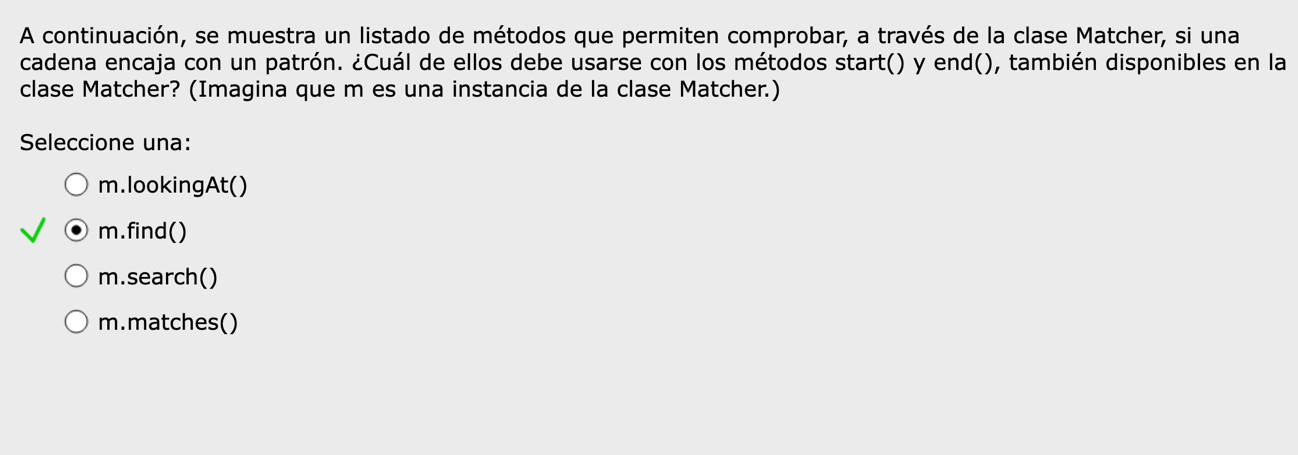 A continuación, se muestra un listado de métodos que permiten comprobar, a través de la clase Matcher, si una
cadena encaja con un patrón. ¿Cuál de ellos debe usarse con los métodos start() y end(), también disponibles en la
clase Matcher? (Imagina que m es una instancia de la clase Matcher.)
Seleccione una:
m.lookingAt()
m.find()
m.search()
m.matches()